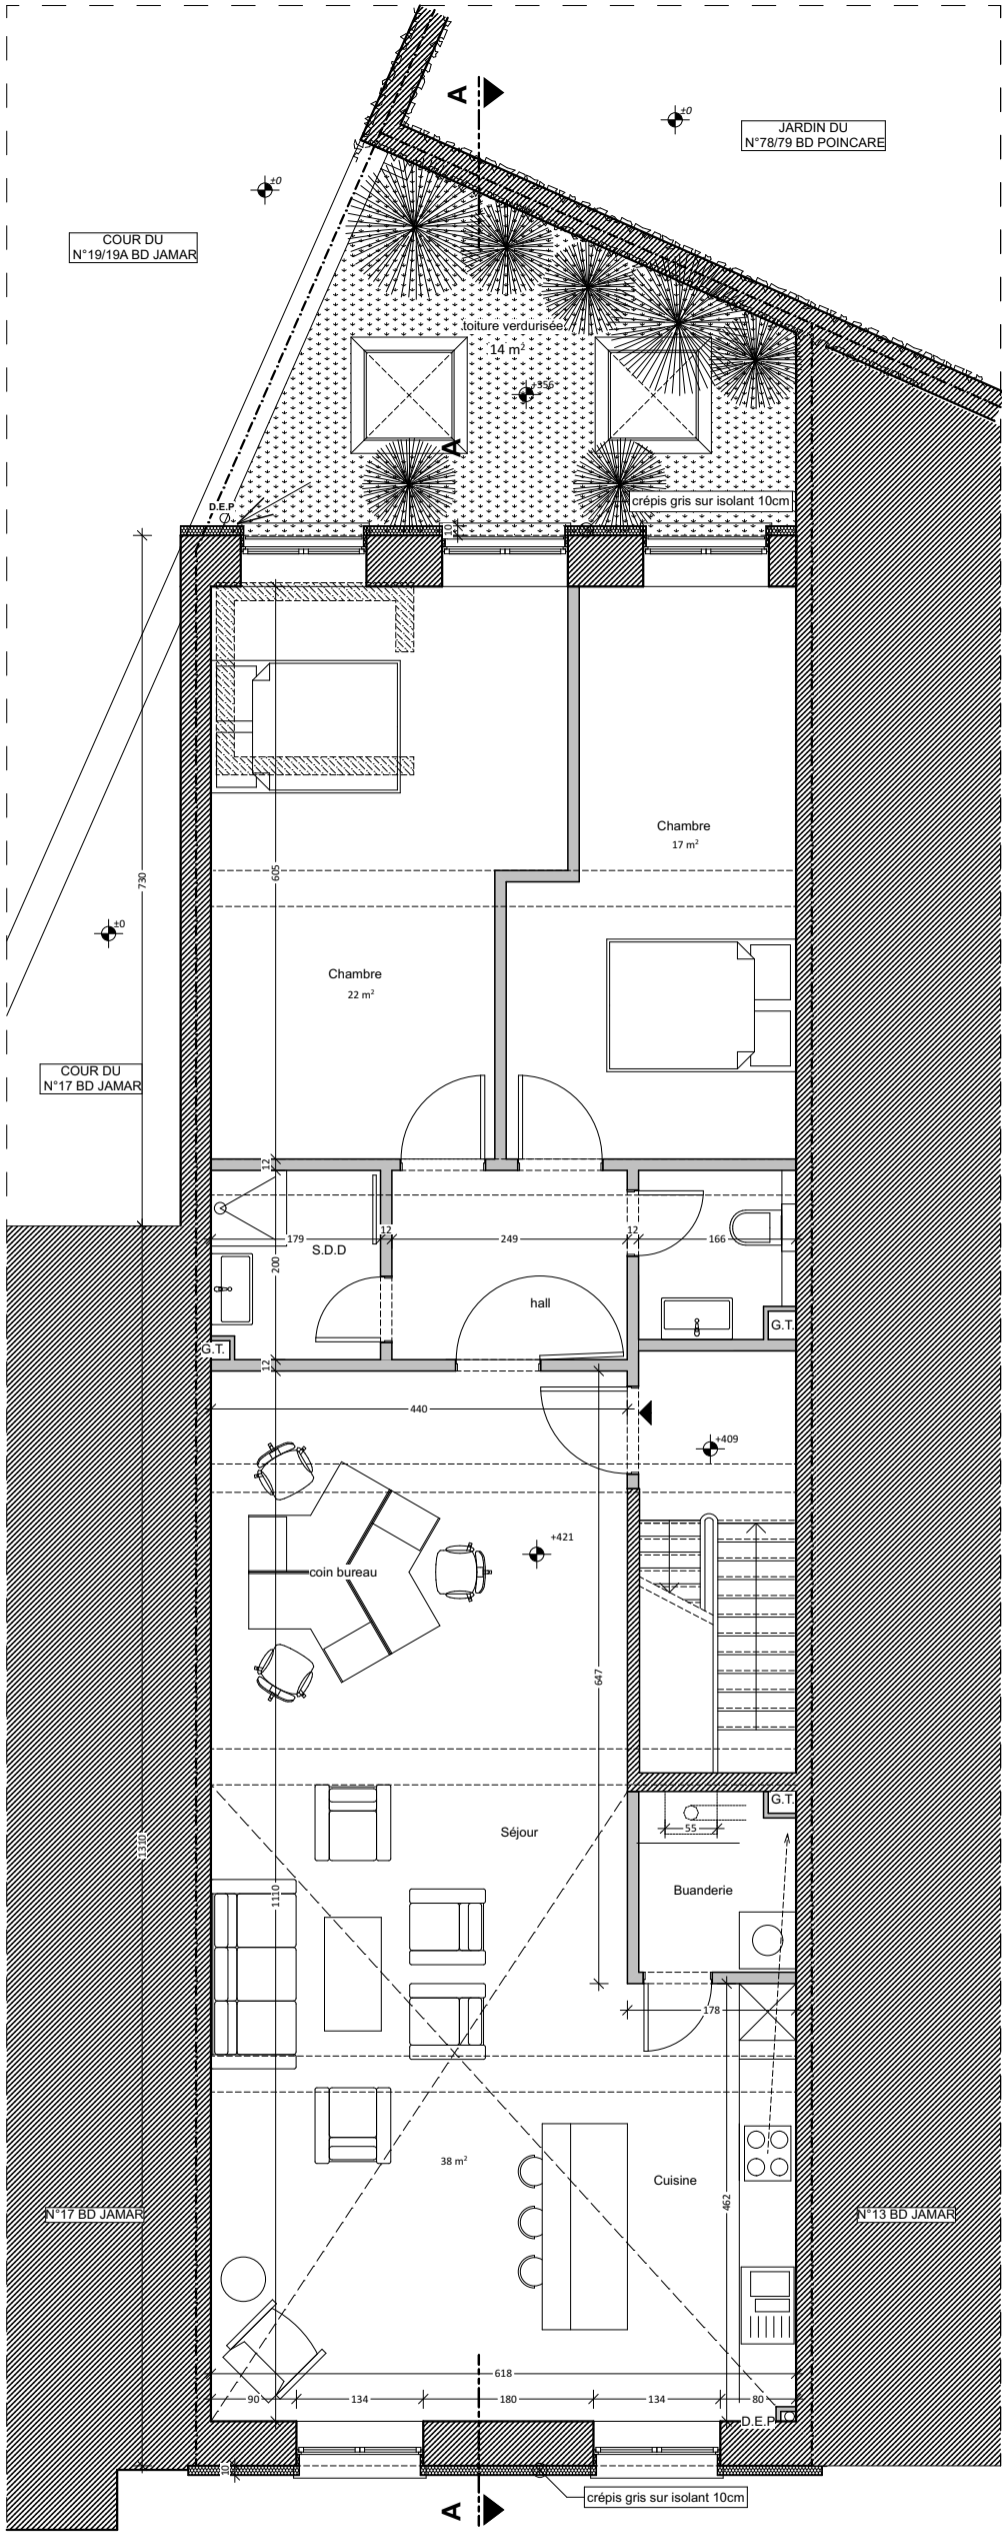 A
±0
JARDIN DU
N°78/79 BD POINCARE
±0
COUR DU
N°19/19A BD JAMAR
toiture verdurisée
14 m²
+356
A
crépis gris sur isolant 10cm
D.E.P
10
730
605
Chambre
17 m²
±0
Chambre
22 m²
COUR DU
N°17 BD JAMAR
12
179
12
249
12
166
S.D.D
200
hall
G.T.
G.T.
12
440
+409
+421
coin bureau
647
G.T.
55
Séjour
1310
1110
Buanderie
178
38 m²
Cuisine
462
N°17 BD JAMAR
N°13 BD JAMAR
618
90
134
180
134
80
D.E.P
10
crépis gris sur isolant 10cm
A